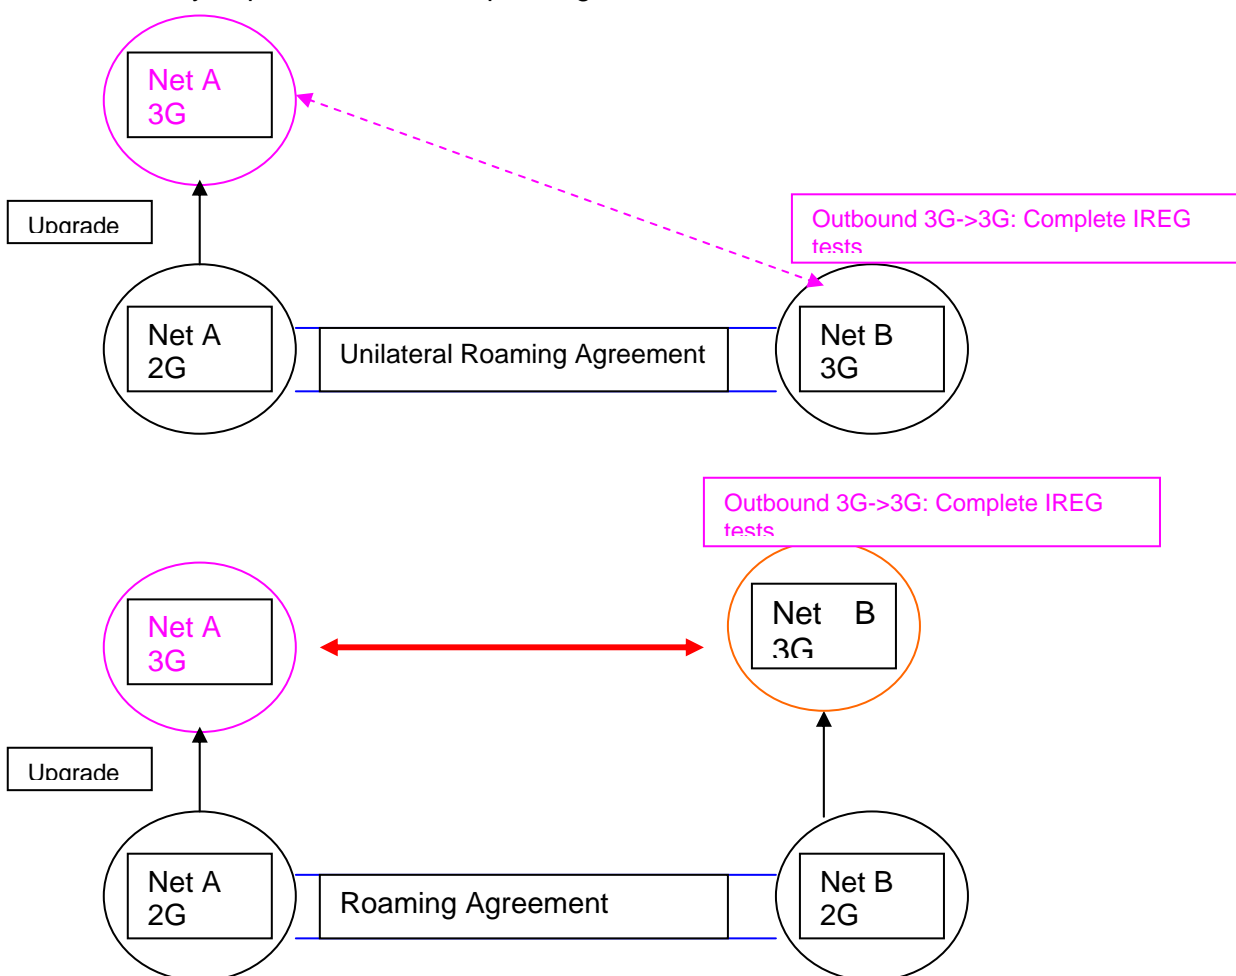 Net A
3G
Upgrade
Outbound 3G->3G: Complete IREG
tests
Net A
2G
Unilateral Roaming Agreement
Net B
3G
Outbound 3G->3G: Complete IREG
tests
Net A
3G
Net B
3G
Upgrade
Net A
2G
Roaming Agreement
Net B
2G